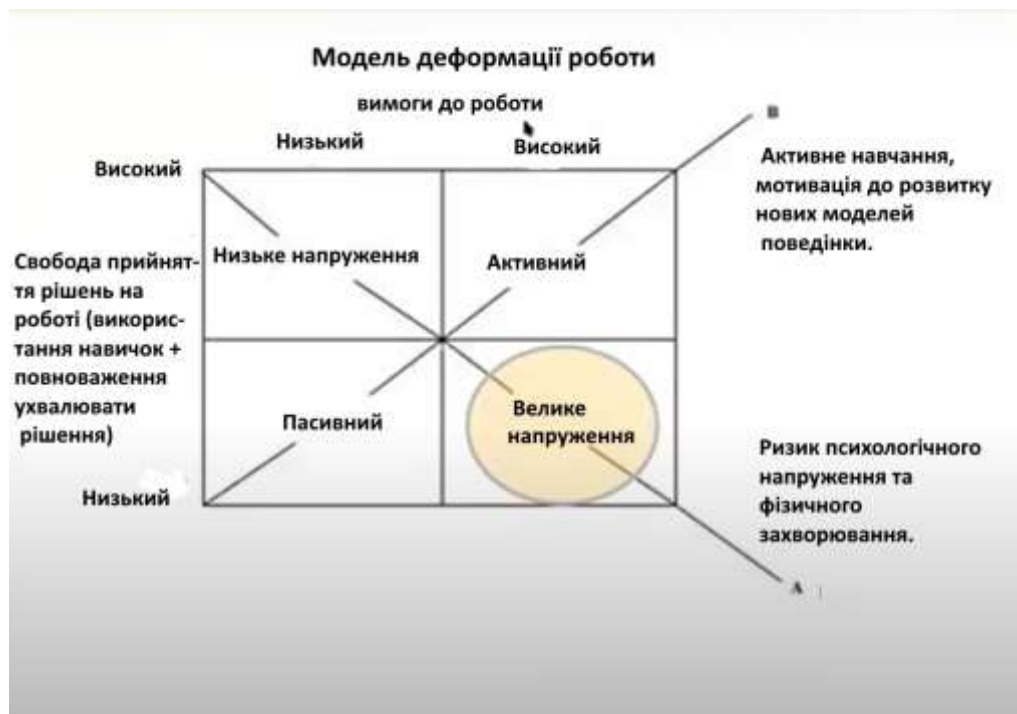 Модель деформації роботи
вимоги до роботи
Низький
Високий
Високий
Свобода прийнят-
тя рішень на
роботі (викорис-
тання навичок +
повноваження
ухвалювати
рішення)
Низький
Низьке напруження
Активний
Пасивний
Велике
напруження
B
Активне навчання,
мотивація до розвитку
нових моделей
поведінки.
Ризик психологічного
напруження та
фізичного
захворювання.
A